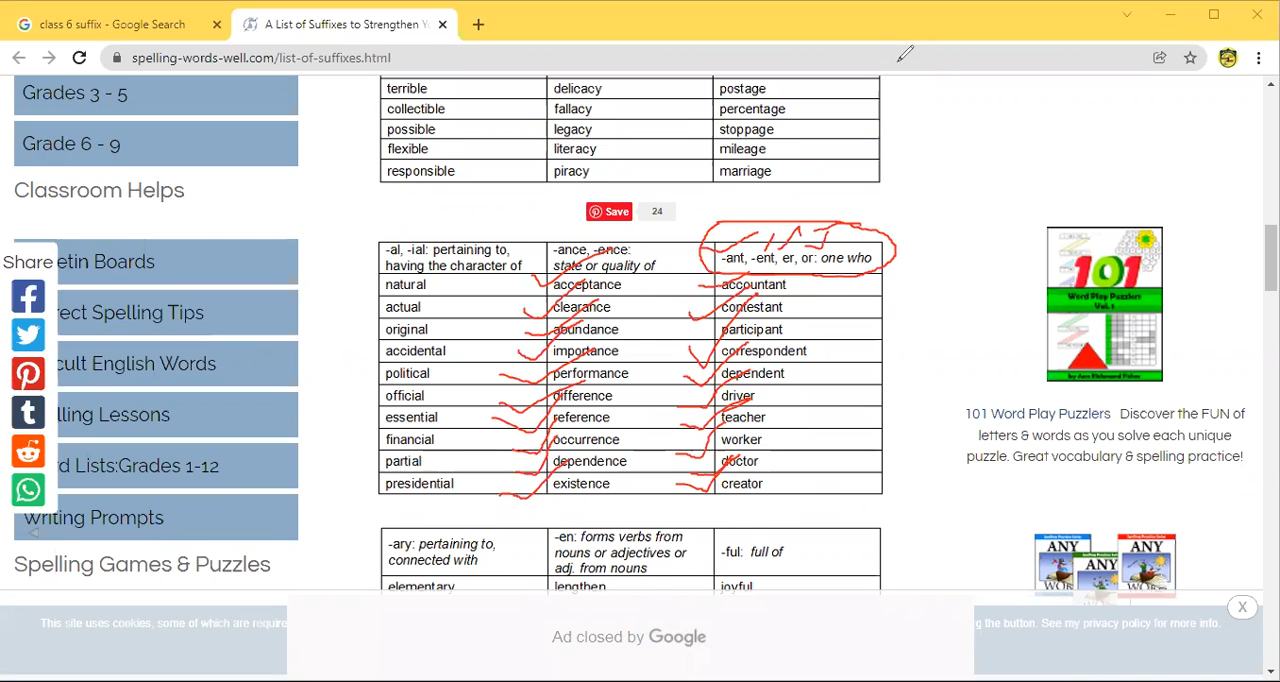 class 6 suffix - Google Search
A List of Suffixes to Strengthen Y
spelling-words-well.com/list-of-suffixes.html
Grades 3 - 5
Grade 6 - 9
Classroom Helps
Share
etin Boards
rect Spelling Tips
cult English Words
lling Lessons
rd Lists:Grades 1-12
Writing Prompts
Spelling Games & Puzzles
terrible delicacy postage
collectible fallacy percentage
possible legacy stoppage
flexible literacy mileage
responsible piracy marriage
Save 24
-al, -ial: pertaining to, having the character of
-ance, -ence: state or quality of
-ant, -ent, er, or: one who
natural acceptance accountant
actual clearance contestant
original abundance participant
accidental importance correspondent
political performance dependent
official difference driver
essential reference teacher
financial occurrence worker
partial dependence doctor
presidential existence creator
-ary: pertaining to, connected with
-en: forms verbs from nouns or adjectives or adj. from nouns
-ful: full of
elementary lengthen joyful
101
Word Play Puzzlers
Vol. 1
101 Word Play Puzzlers Discover the FUN of
letters & words as you solve each unique
puzzle. Great vocabulary & spelling practice!
ANY ANY ANY
This site uses cookies, some of which are require
Ad closed by Google
g the button. See my privacy policy for more info.
X